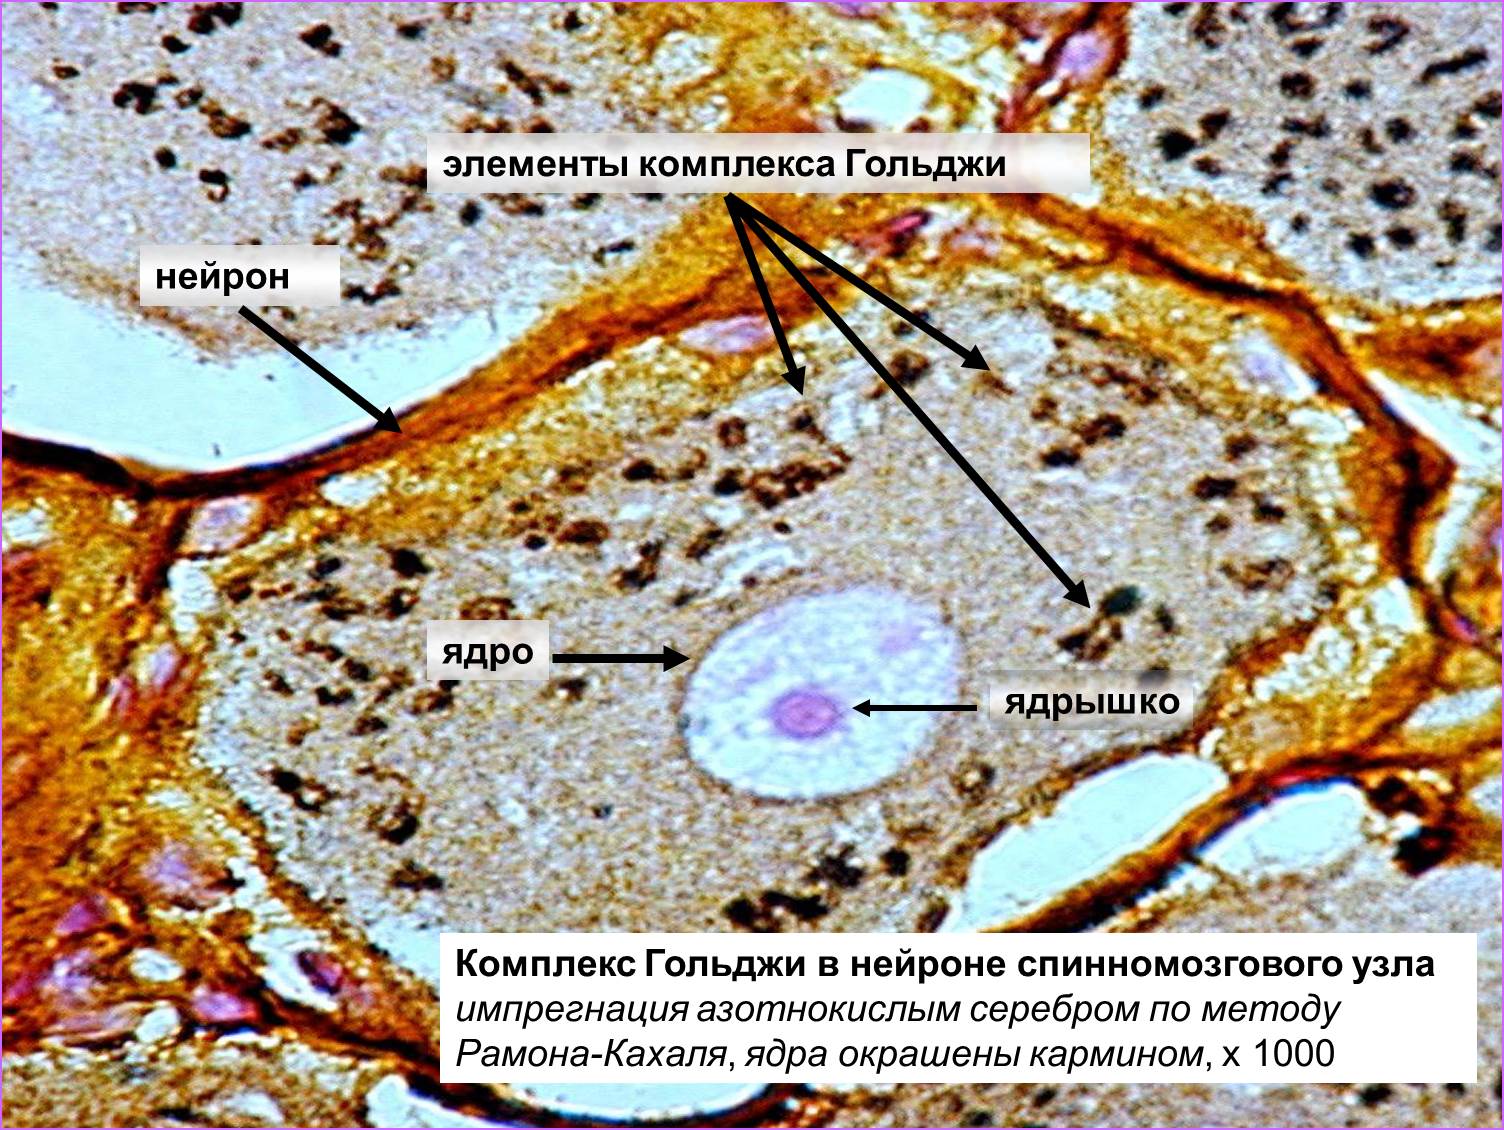 элементы комплекса Гольджи
нейрон
ядро
ядрышко
Комплекс Гольджи в нейроне спинномозгового узла
импрегнация азотнокислым серебром по методу
Рамона-Кахаля, ядра окрашены кармином, х 1000